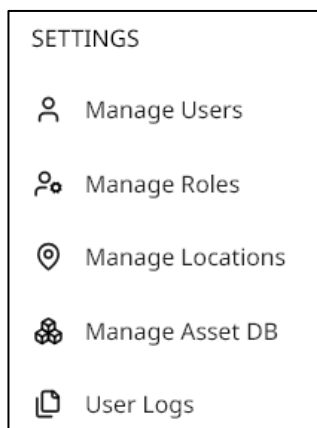 SETTINGS
Manage Users
Manage Roles
Manage Locations
Manage Asset DB
User Logs